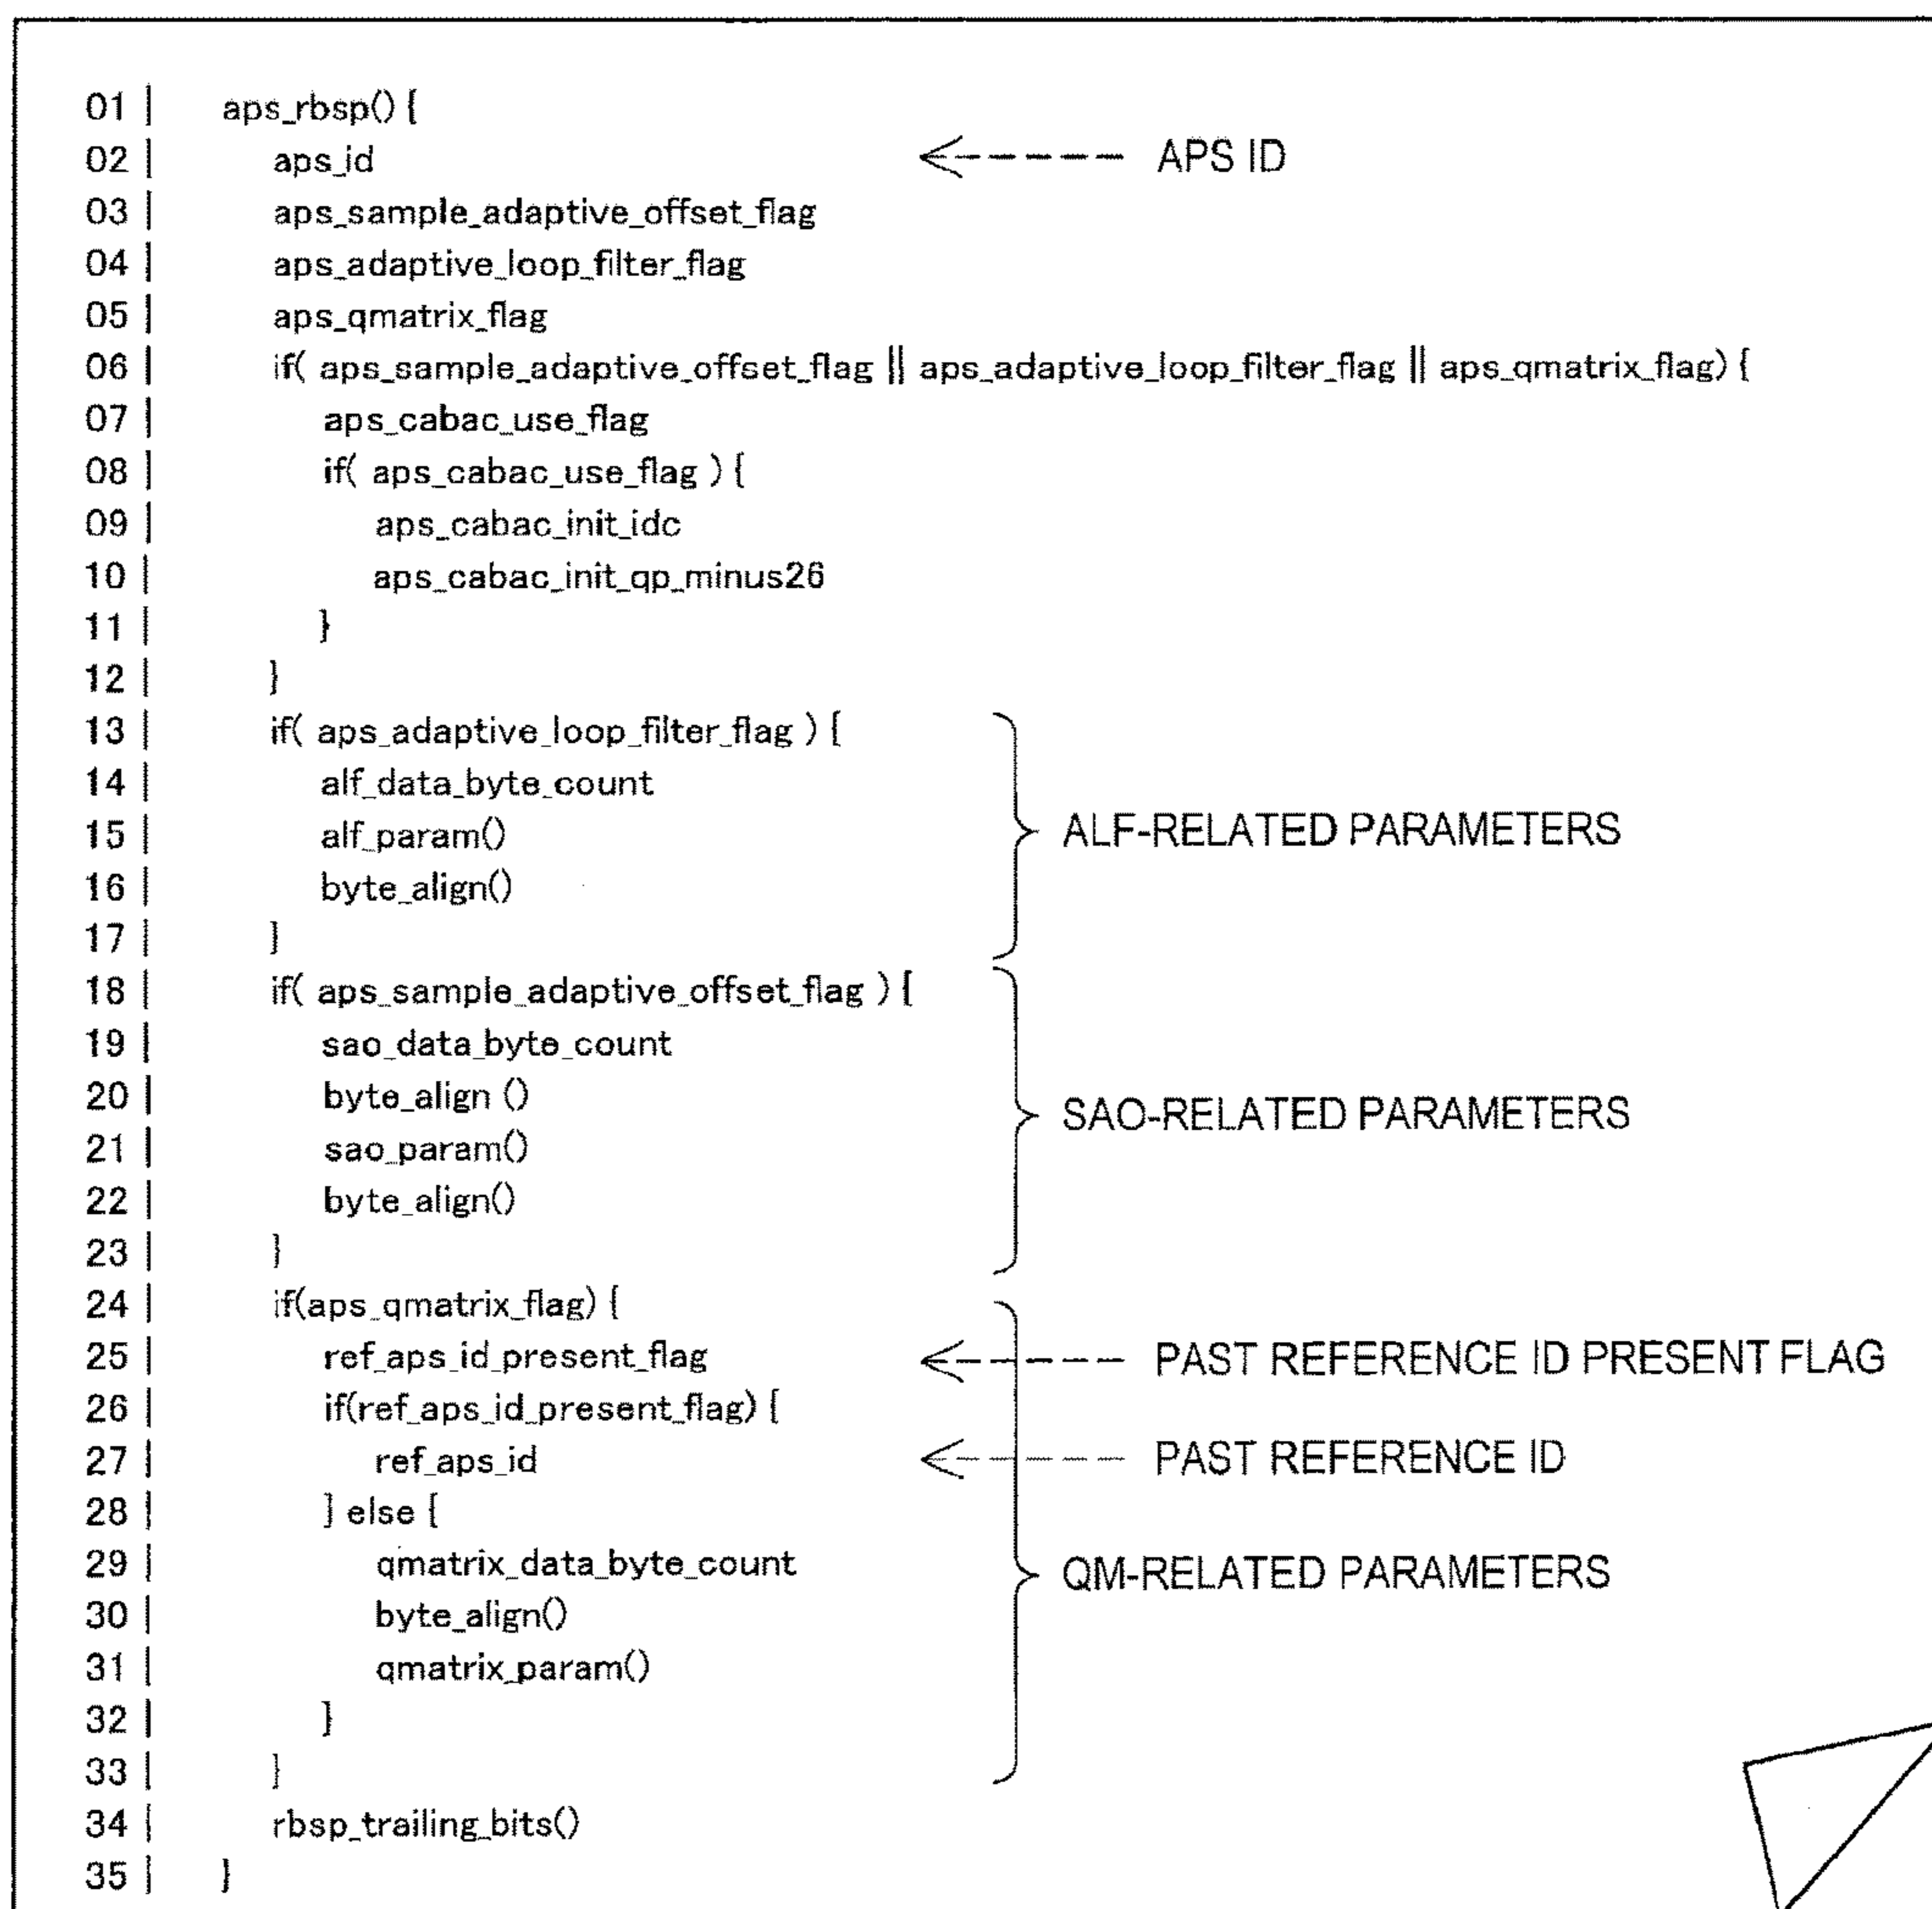 01 | aps_rbsp() {
02 | aps_id <----- APS ID
03 | aps_sample_adaptive_offset_flag
04 | aps_adaptive_loop_filter_flag
05 | aps_qmatrix_flag
06 | if( aps_sample_adaptive_offset_flag || aps_adaptive_loop_filter_flag || aps_qmatrix_flag) {
07 | aps_cabac_use_flag
08 | if( aps_cabac_use_flag ) {
09 | aps_cabac_init_idc
10 | aps_cabac_init_qp_minus26
11 | }
12 | }
13 | if( aps_adaptive_loop_filter_flag ) {
14 | alf_data_byte_count
15 | alf_param() ALF-RELATED PARAMETERS
16 | byte_align()
17 | }
18 | if( aps_sample_adaptive_offset_flag ) {
19 | sao_data_byte_count
20 | byte_align () SAO-RELATED PARAMETERS
21 | sao_param()
22 | byte_align()
23 | }
24 | if(aps_qmatrix_flag) {
25 | ref_aps_id_present_flag <----- PAST REFERENCE ID PRESENT FLAG
26 | if(ref_aps_id_present_flag) {
27 | ref_aps_id <----- PAST REFERENCE ID
28 | } else {
29 | qmatrix_data_byte_count QM-RELATED PARAMETERS
30 | byte_align()
31 | qmatrix_param()
32 | }
33 | }
34 | rbsp_trailing_bits()
35 | }